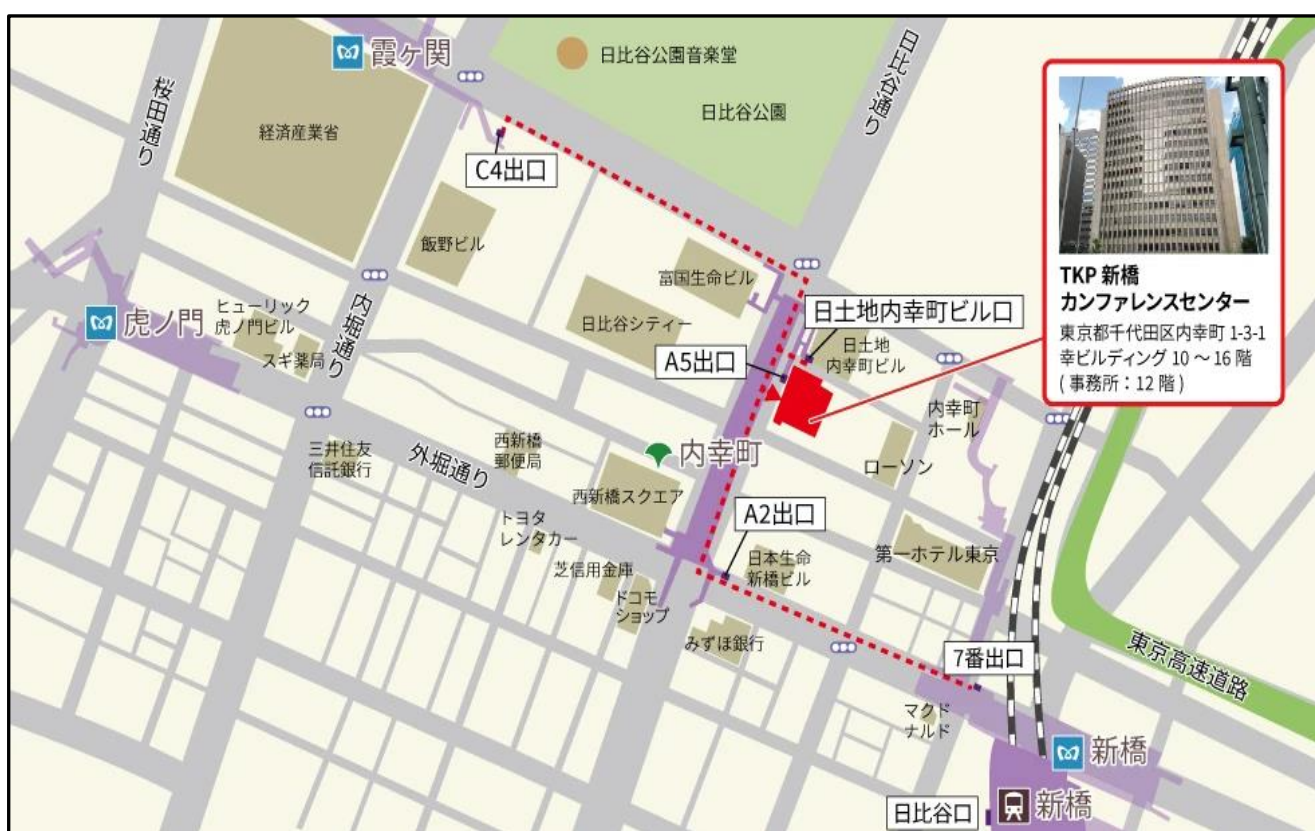 霞ヶ関
日比谷公園音楽堂
日比谷通り
桜田通り
経済産業省
日比谷公園
C4出口
飯野ビル
富国生命ビル
TKP 新橋
カンファレンスセンター
東京都千代田区内幸町 1-3-1
幸ビルディング 10 ～ 16 階
( 事務所：12 階 )
内堀通り
虎ノ門
ヒューリック
虎ノ門ビル
スギ薬局
日比谷シティー
日土地内幸町ビル口
日土地
内幸町ビル
A5出口
内幸町
ホール
三井住友
信託銀行
外堀通り
西新橋
郵便局
内幸町
ローソン
西新橋スクエア
A2出口
トヨタ
レンタカー
芝信用金庫
日本生命
新橋ビル
第一ホテル東京
ドコモ
ショップ
みずほ銀行
7番出口
東京高速道路
マクド
ナルド
新橋
日比谷口
新橋